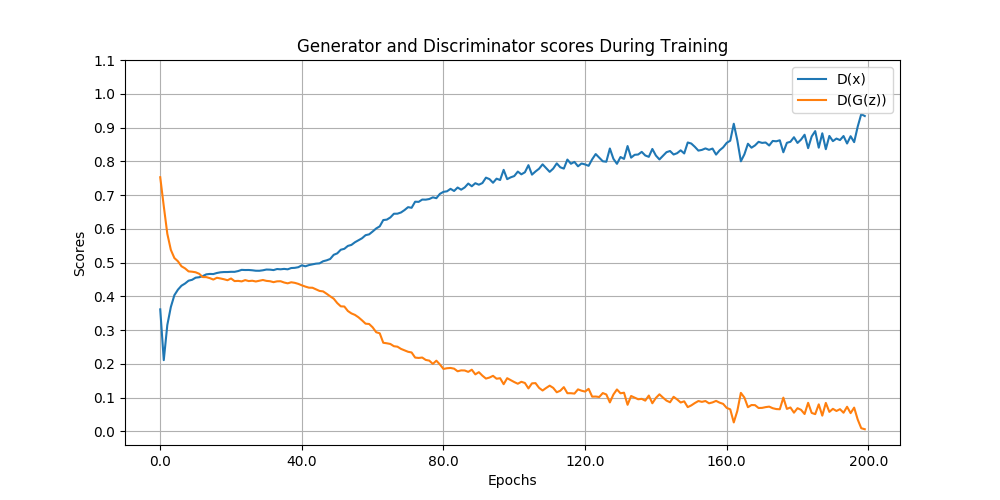 Generator and Discriminator scores During Training
D(x)
D(G(z))
Scores
1.1
1.0
0.9
0.8
0.7
0.6
0.5
0.4
0.3
0.2
0.1
0.0
0.0 40.0 80.0 120.0 160.0 200.0
Epochs